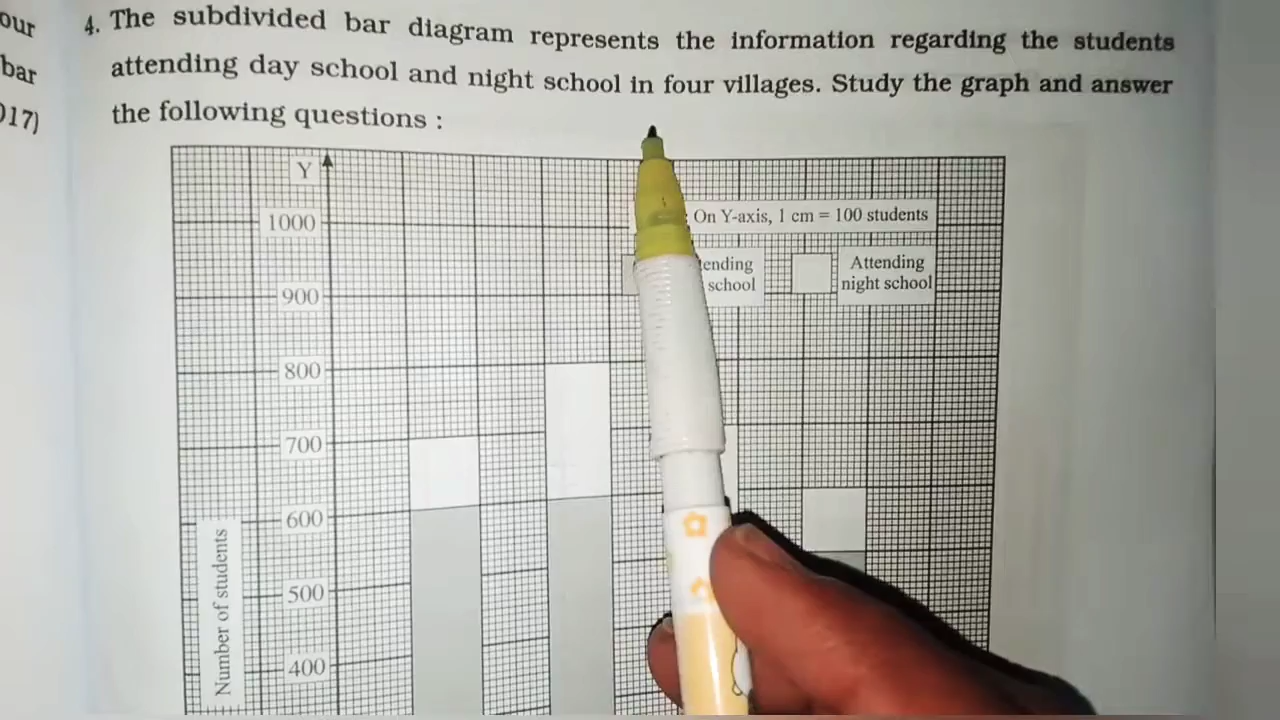 our
bar
017)
4. The subdivided bar diagram represents the information regarding the students
attending day school and night school in four villages. Study the graph and answer
the following questions :
Y
1000
On Y-axis, 1 cm = 100 students
tending
school
Attending
night school
900
800
700
600
500
400
Number of students